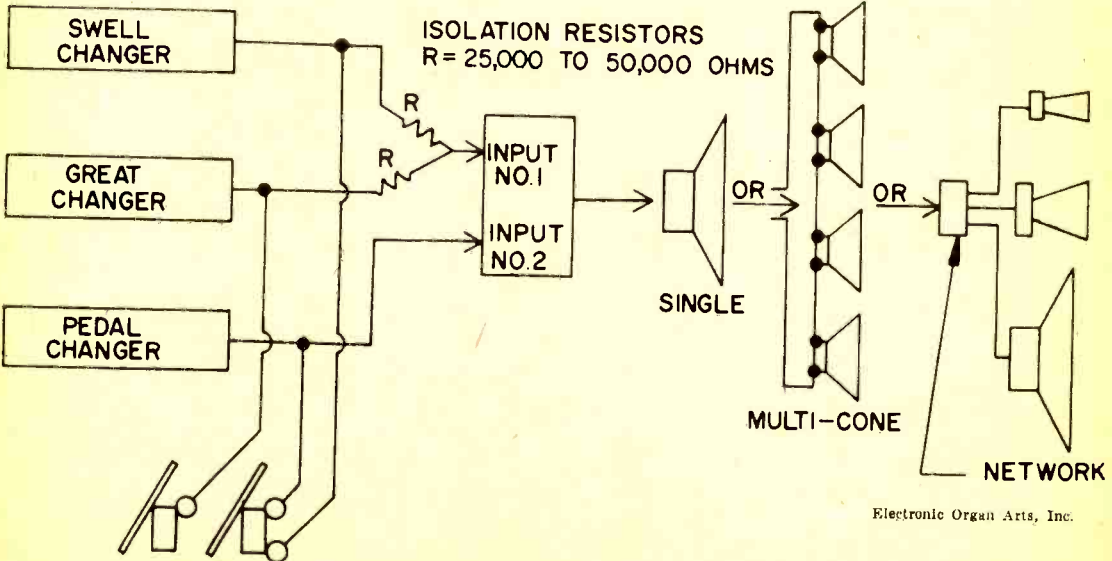 SWELL
CHANGER
ISOLATION RESISTORS
R= 25,000 TO 50,000 OHMS
R
R
GREAT
CHANGER
INPUT
NO.1
INPUT
NO.2
PEDAL
CHANGER
SINGLE
OR
MULTI-CONE
OR
NETWORK
Electronic Organ Arts, Inc.